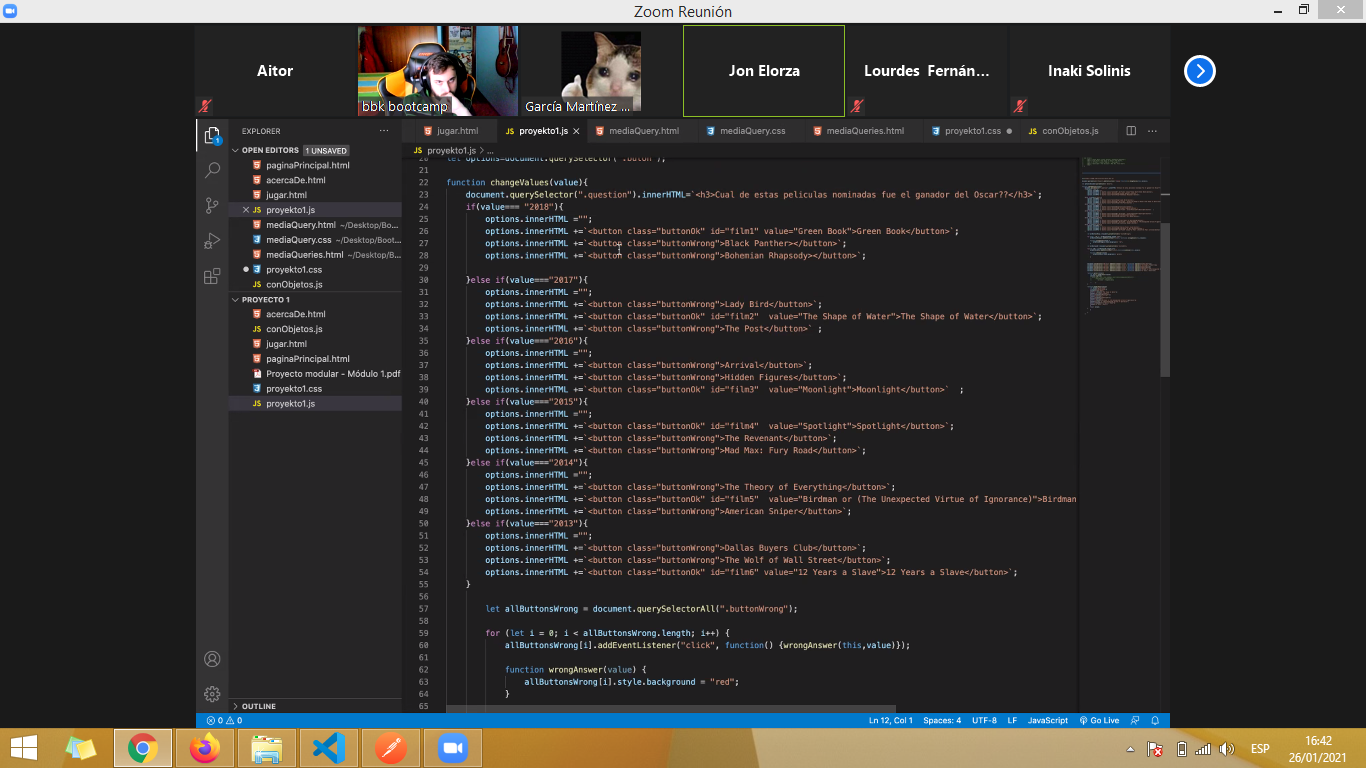 Zoom Reunión
Aitor
bbk bootcamp
García Martínez ...
Jon Elorza
Lourdes Fernán...
Inaki Solinis
EXPLORER
OPEN EDITORS 1 UNSAVED
paginaPrincipal.html
acercaDe.html
jugar.html
JS proyekto1.js
mediaQuery.html ~/Desktop/Bo...
mediaQuery.css ~/Desktop/Boot...
mediaQueries.html ~/Desktop/B...
proyekto1.css
JS conObjetos.js
PROYECTO 1
acercaDe.html
JS conObjetos.js
jugar.html
paginaPrincipal.html
Proyecto modular - Módulo 1.pdf
proyekto1.css
JS proyekto1.js
OUTLINE
jugar.html JS proyekto1.js mediaQuery.html mediaQuery.css mediaQueries.html proyekto1.css JS conObjetos.js
JS proyekto1.js > ...
20 let options=document.querySelector(".buton");
21
22 function changeValues(value){
23 document.querySelector(".question").innerHTML=`<h3>Cual de estas peliculas nominadas fue el ganador del Oscar??</h3>`;
24 if(value=== "2018"){
25 options.innerHTML ="";
26 options.innerHTML +=`<button class="buttonOk" id="film1" value="Green Book">Green Book</button>`;
27 options.innerHTML +=`<button class="buttonWrong">Black Panther></button>`;
28 options.innerHTML +=`<button class="buttonWrong">Bohemian Rhapsody></button>`;
29
30 }else if(value==="2017"){
31 options.innerHTML ="";
32 options.innerHTML +=`<button class="buttonWrong">Lady Bird</button>`;
33 options.innerHTML +=`<button class="buttonOk" id="film2" value="The Shape of Water">The Shape of Water</button>`;
34 options.innerHTML +=`<button class="buttonWrong">The Post</button>` ;
35 }else if(value==="2016"){
36 options.innerHTML ="";
37 options.innerHTML +=`<button class="buttonWrong">Arrival</button>`;
38 options.innerHTML +=`<button class="buttonWrong">Hidden Figures</button>`;
39 options.innerHTML +=`<button class="buttonOk" id="film3" value="Moonlight">Moonlight</button>` ;
40 }else if(value==="2015"){
41 options.innerHTML ="";
42 options.innerHTML +=`<button class="buttonOk" id="film4" value="Spotlight">Spotlight</button>`;
43 options.innerHTML +=`<button class="buttonWrong">The Revenant</button>`;
44 options.innerHTML +=`<button class="buttonWrong">Mad Max: Fury Road</button>`;
45 }else if(value==="2014"){
46 options.innerHTML ="";
47 options.innerHTML +=`<button class="buttonWrong">The Theory of Everything</button>`;
48 options.innerHTML +=`<button class="buttonOk" id="film5" value="Birdman or (The Unexpected Virtue of Ignorance)">Birdman
49 options.innerHTML +=`<button class="buttonWrong">American Sniper</button>`;
50 }else if(value==="2013"){
51 options.innerHTML ="";
52 options.innerHTML +=`<button class="buttonWrong">Dallas Buyers Club</button>`;
53 options.innerHTML +=`<button class="buttonWrong">The Wolf of Wall Street</button>`;
54 options.innerHTML +=`<button class="buttonOk" id="film6" value="12 Years a Slave">12 Years a Slave</button>`;
55 }
56
57 let allButtonsWrong = document.querySelectorAll(".buttonWrong");
58
59 for (let i = 0; i < allButtonsWrong.length; i++) {
60 allButtonsWrong[i].addEventListener("click", function() {wrongAnswer(this,value)});
61
62 function wrongAnswer(value) {
63 allButtonsWrong[i].style.background = "red";
64 }
65
0 0 Ln 12, Col 1 Spaces: 4 UTF-8 LF JavaScript Go Live
ESP
16:42
26/01/2021